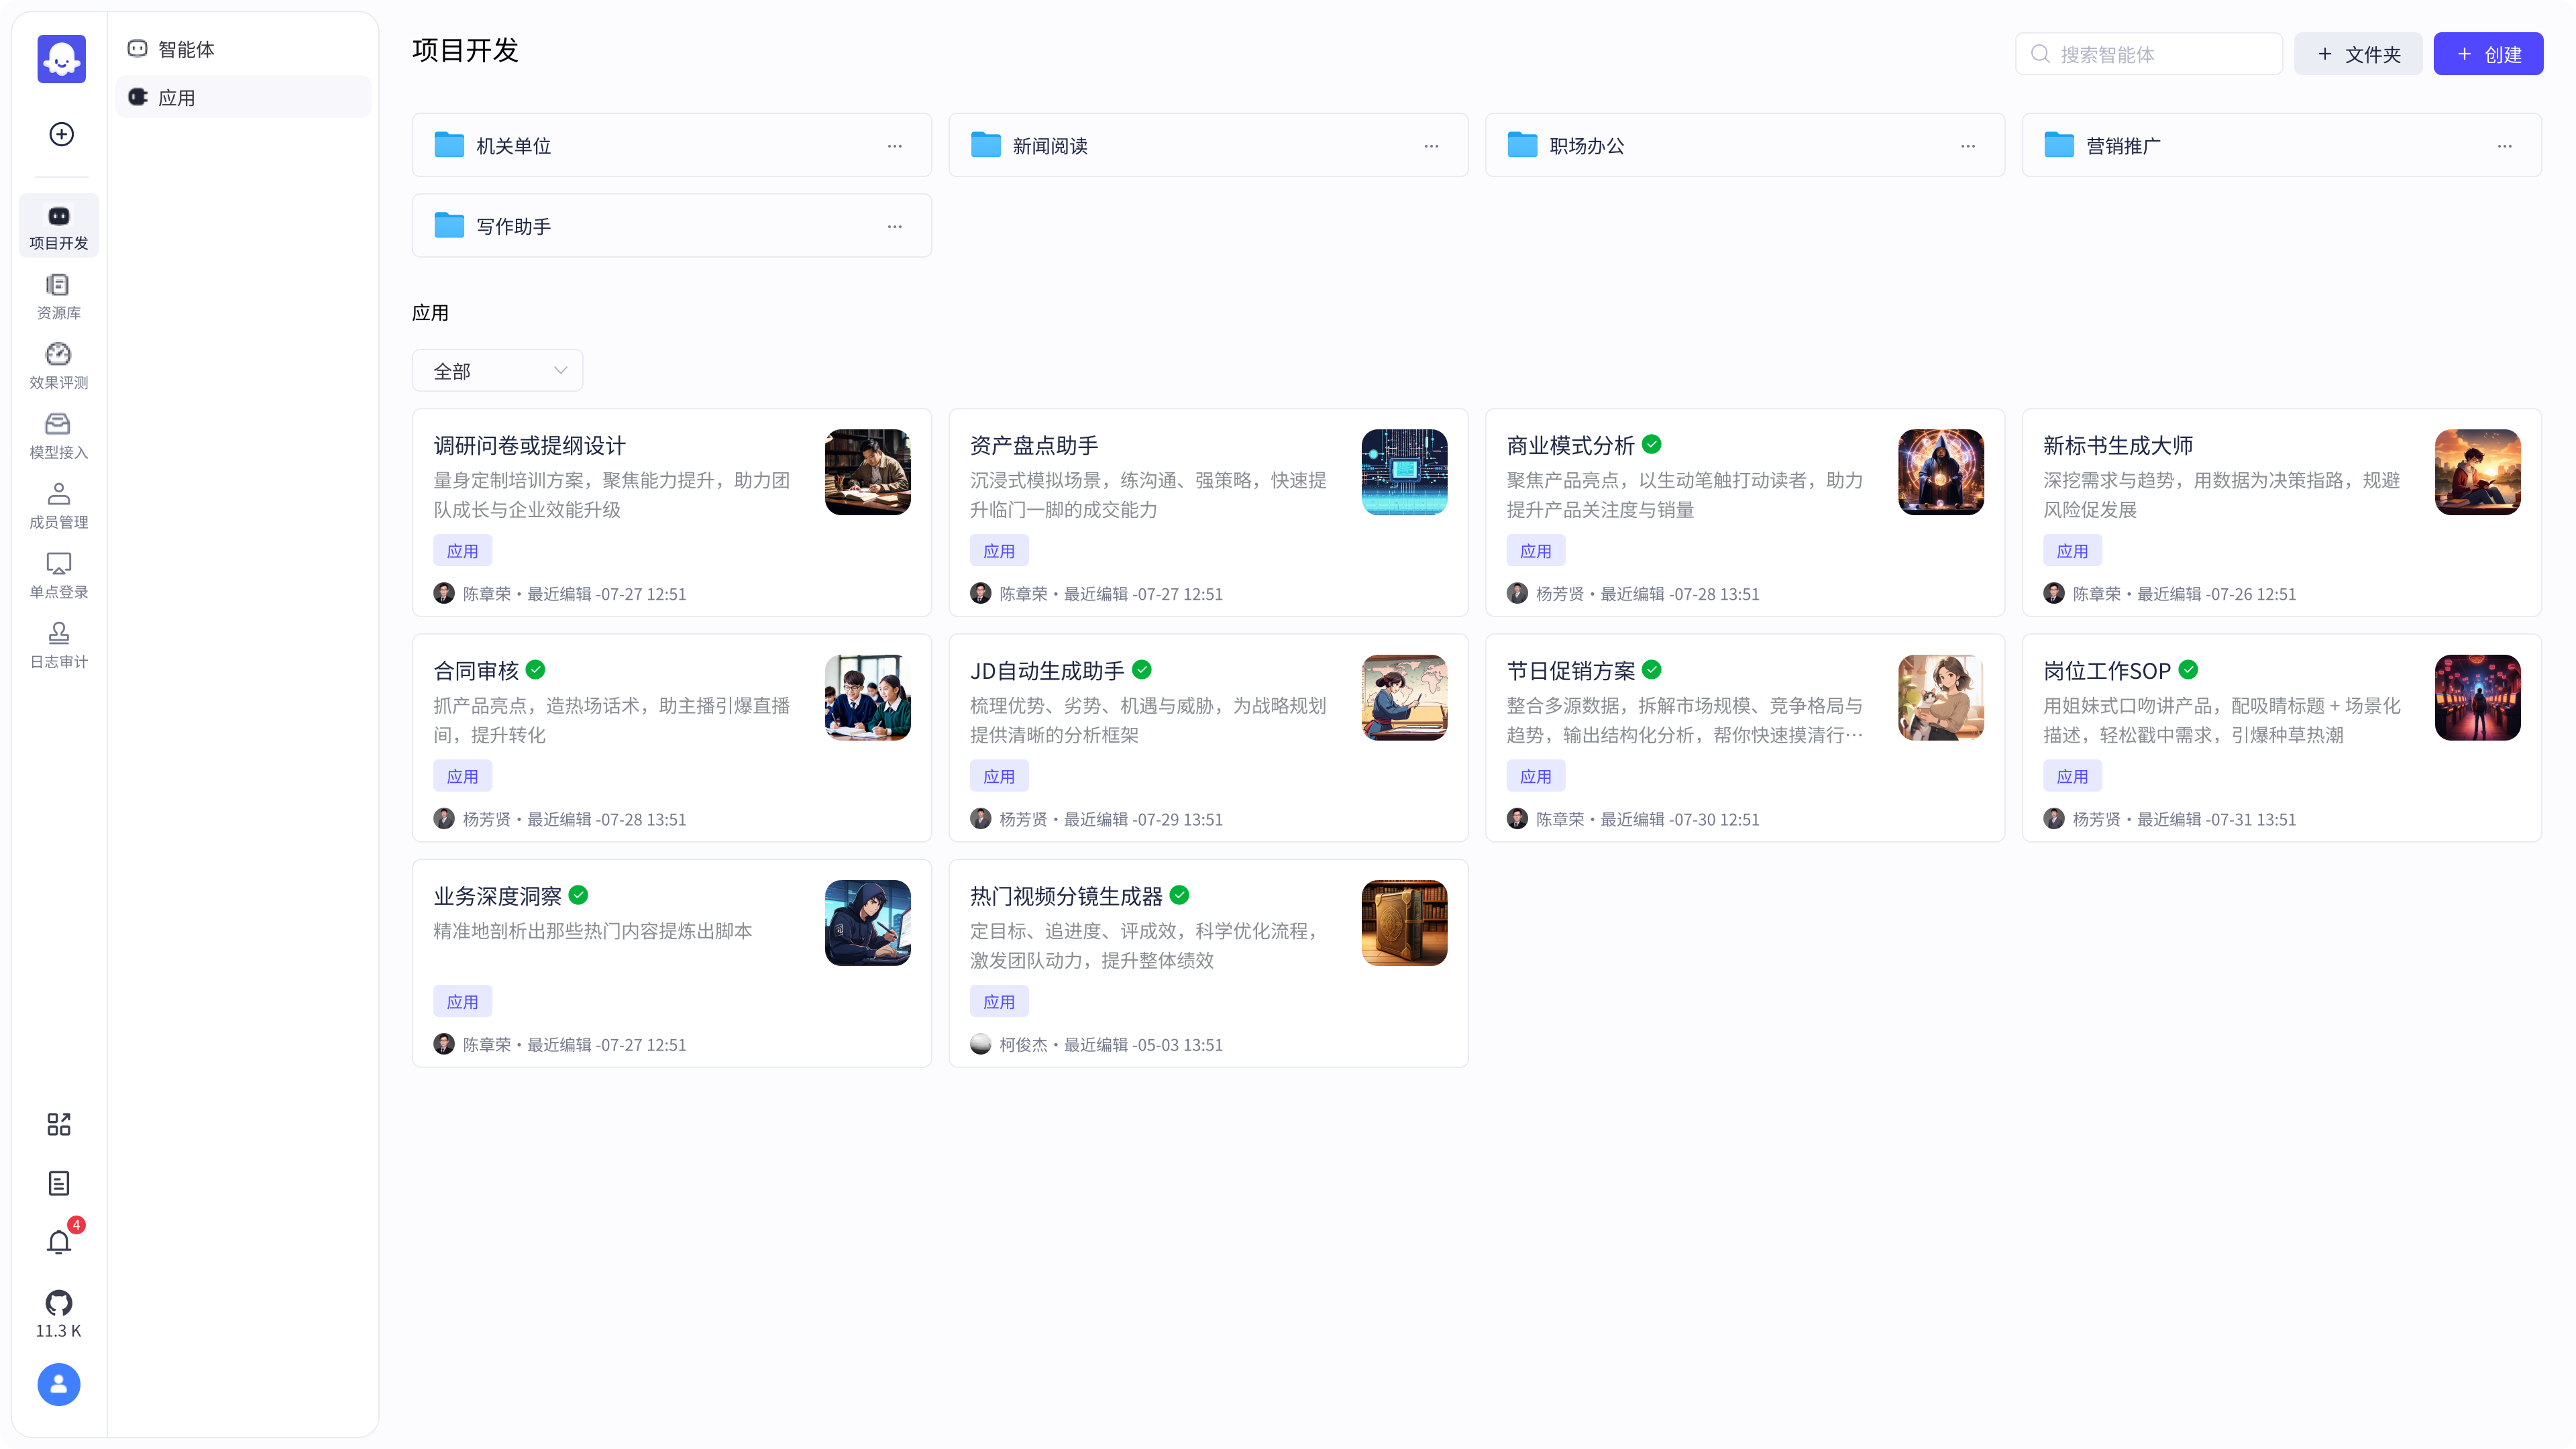 智能体
应用
项目开发
资源库
效果评测
模型接入
成员管理
单点登录
日志审计
4
11.3 K
项目开发
搜索智能体
文件夹
创建
机关单位
新闻阅读
职场办公
营销推广
写作助手
应用
全部
调研问卷或提纲设计
量身定制培训方案，聚焦能力提升，助力团
队成长与企业效能升级
应用
陈章荣・最近编辑 -07-27 12:51
资产盘点助手
沉浸式模拟场景，练沟通、强策略，快速提
升临门一脚的成交能力
应用
陈章荣・最近编辑 -07-27 12:51
商业模式分析
聚焦产品亮点，以生动笔触打动读者，助力
提升产品关注度与销量
应用
杨芳贤・最近编辑 -07-28 13:51
新标书生成大师
深挖需求与趋势，用数据为决策指路，规避
风险促发展
应用
陈章荣・最近编辑 -07-26 12:51
合同审核
抓产品亮点，造热场话术，助主播引爆直播
间，提升转化
应用
杨芳贤・最近编辑 -07-28 13:51
JD自动生成助手
梳理优势、劣势、机遇与威胁，为战略规划
提供清晰的分析框架
应用
杨芳贤・最近编辑 -07-29 13:51
节日促销方案
整合多源数据，拆解市场规模、竞争格局与
趋势，输出结构化分析，帮你快速摸清行…
应用
陈章荣・最近编辑 -07-30 12:51
岗位工作SOP
用姐妹式口吻讲产品，配吸睛标题 + 场景化
描述，轻松戳中需求，引爆种草热潮
应用
杨芳贤・最近编辑 -07-31 13:51
业务深度洞察
精准地剖析出那些热门内容提炼出脚本
应用
陈章荣・最近编辑 -07-27 12:51
热门视频分镜生成器
定目标、追进度、评成效，科学优化流程，
激发团队动力，提升整体绩效
应用
柯俊杰・最近编辑 -05-03 13:51